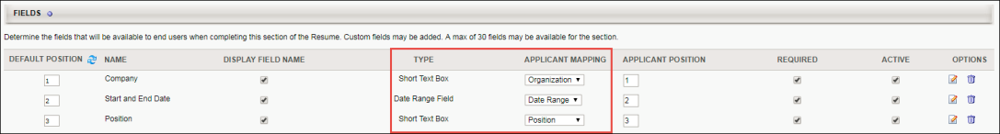 FIELDS
Determine the fields that will be available to end users when completing this section of the Resume. Custom fields may be added. A max of 30 fields may be available for the section.
DEFAULT POSITION NAME DISPLAY FIELD NAME TYPE APPLICANT MAPPING APPLICANT POSITION REQUIRED ACTIVE OPTIONS
1 Company Short Text Box Organization 1
2 Start and End Date Date Range Field Date Range 2
3 Position Short Text Box Position 3